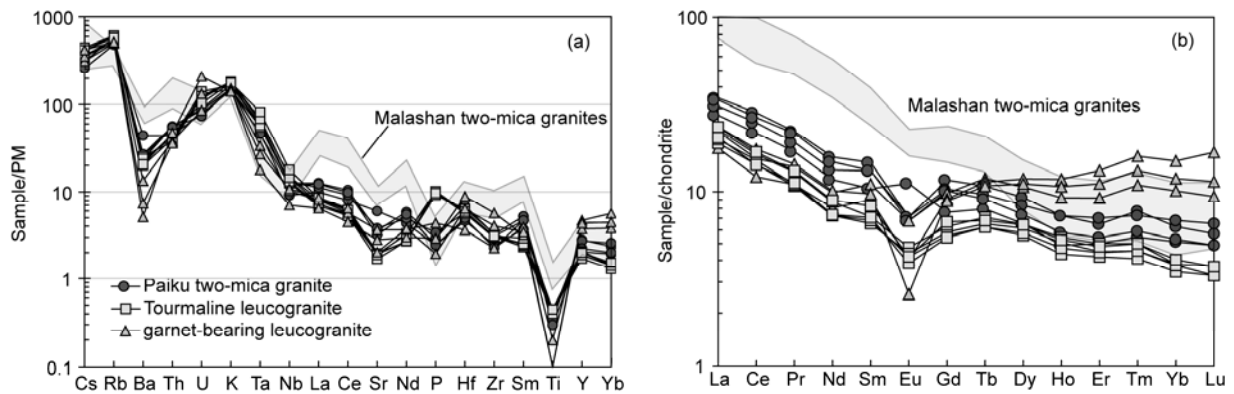 1000
100
10
1
0.1
Sample/PM
(a)
Malashan two-mica granites
Paiku two-mica granite
Tourmaline leucogranite
garnet-bearing leucogranite
Cs Rb Ba Th U K Ta Nb La Ce Sr Nd P Hf Zr Sm Ti Y Yb
100
10
1
Sample/chondrite
(b)
Malashan two-mica granites
La Ce Pr Nd Sm Eu Gd Tb Dy Ho Er Tm Yb Lu